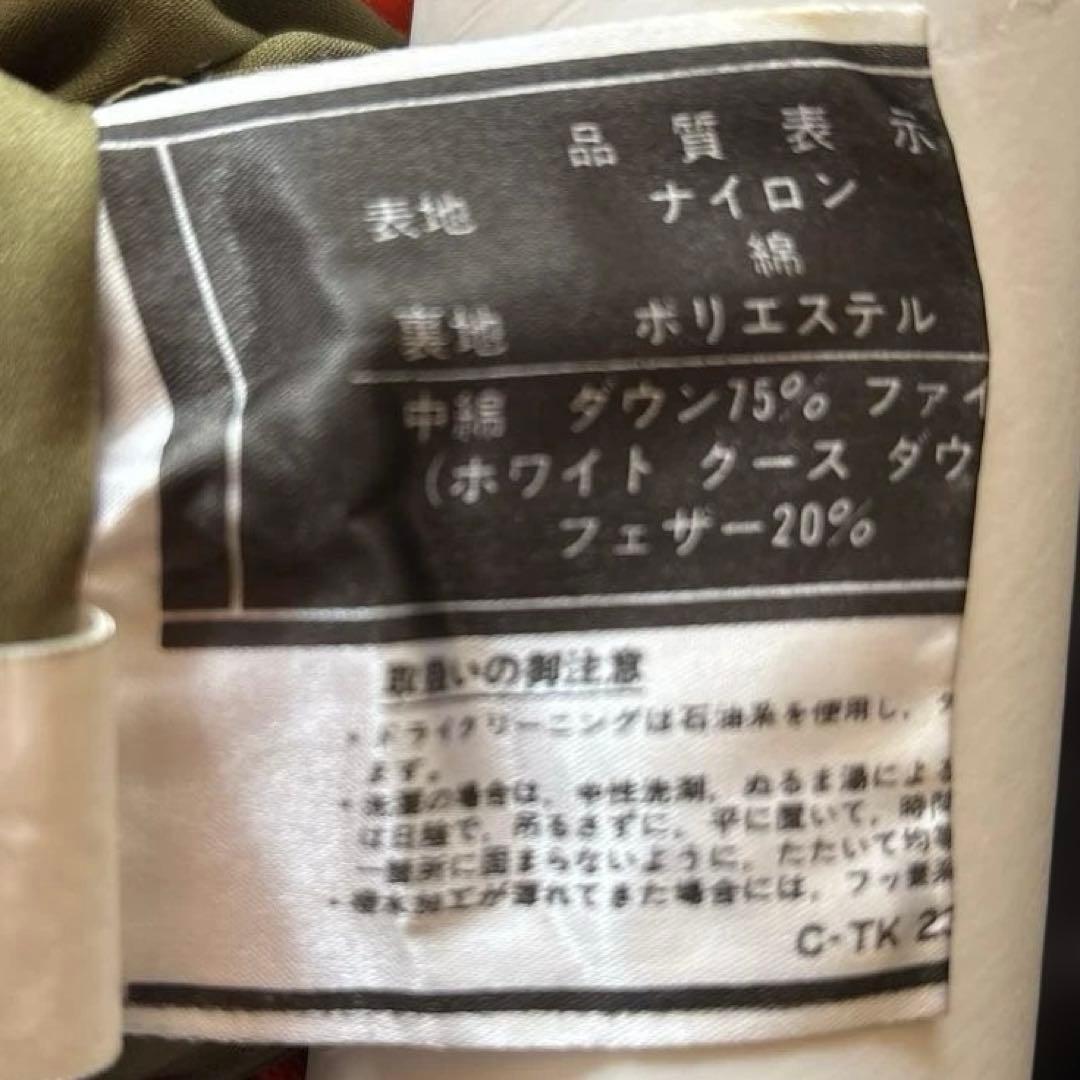 品質表示
表地 ナイロン
綿
裏地 ポリエステル
中綿 ダウン75% ファイ
(ホワイト グース ダウ
フェザー20%
取扱いの御注意
・ドライクリーニングは石油系を使用し、
ます。
・洗濯の場合は、中性洗剤、ぬるま湯によ
は日陰で、吊るさずに、平に置いて、時間
一箇所に固まらないように、たたいて均等
・撥水加工が薄れてきた場合には、フッ素系
C-TK 22